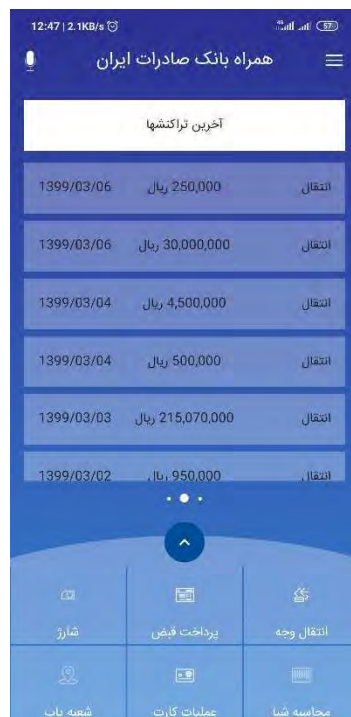 12:47 | 2.1KB/s
57
همراه بانک صادرات ایران
آخرین تراکنشها
انتقال 250,000 ریال 1399/03/06
انتقال 30,000,000 ریال 1399/03/06
انتقال 4,500,000 ریال 1399/03/04
انتقال 500,000 ریال 1399/03/04
انتقال 215,070,000 ریال 1399/03/03
انتقال 950,000 ریال 1399/03/02
انتقال وجه پرداخت قبض شارژ
محاسبه شبا عملیات کارت شعبه یاب